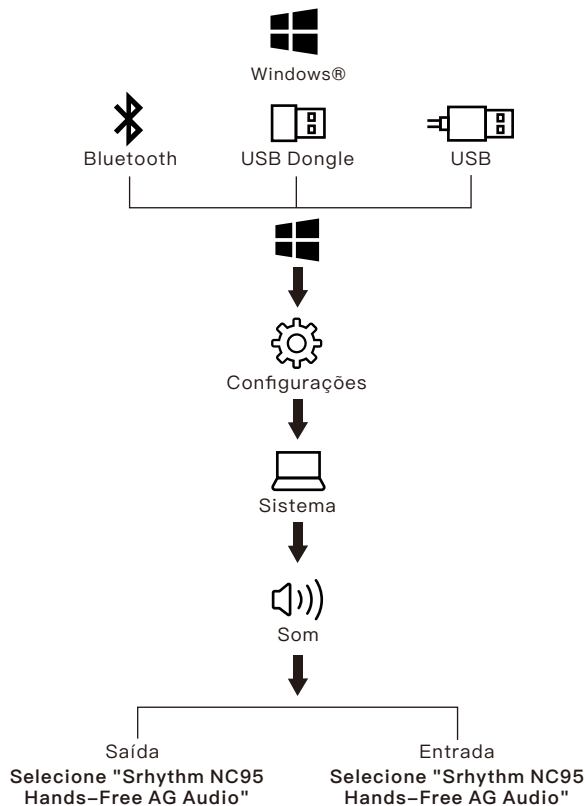 Windows®
Bluetooth
USB Dongle
USB
Configurações
Sistema
Som
Saída
Selecione "Srhythm NC95
Hands-Free AG Audio"
Entrada
Selecione "Srhythm NC95
Hands-Free AG Audio"